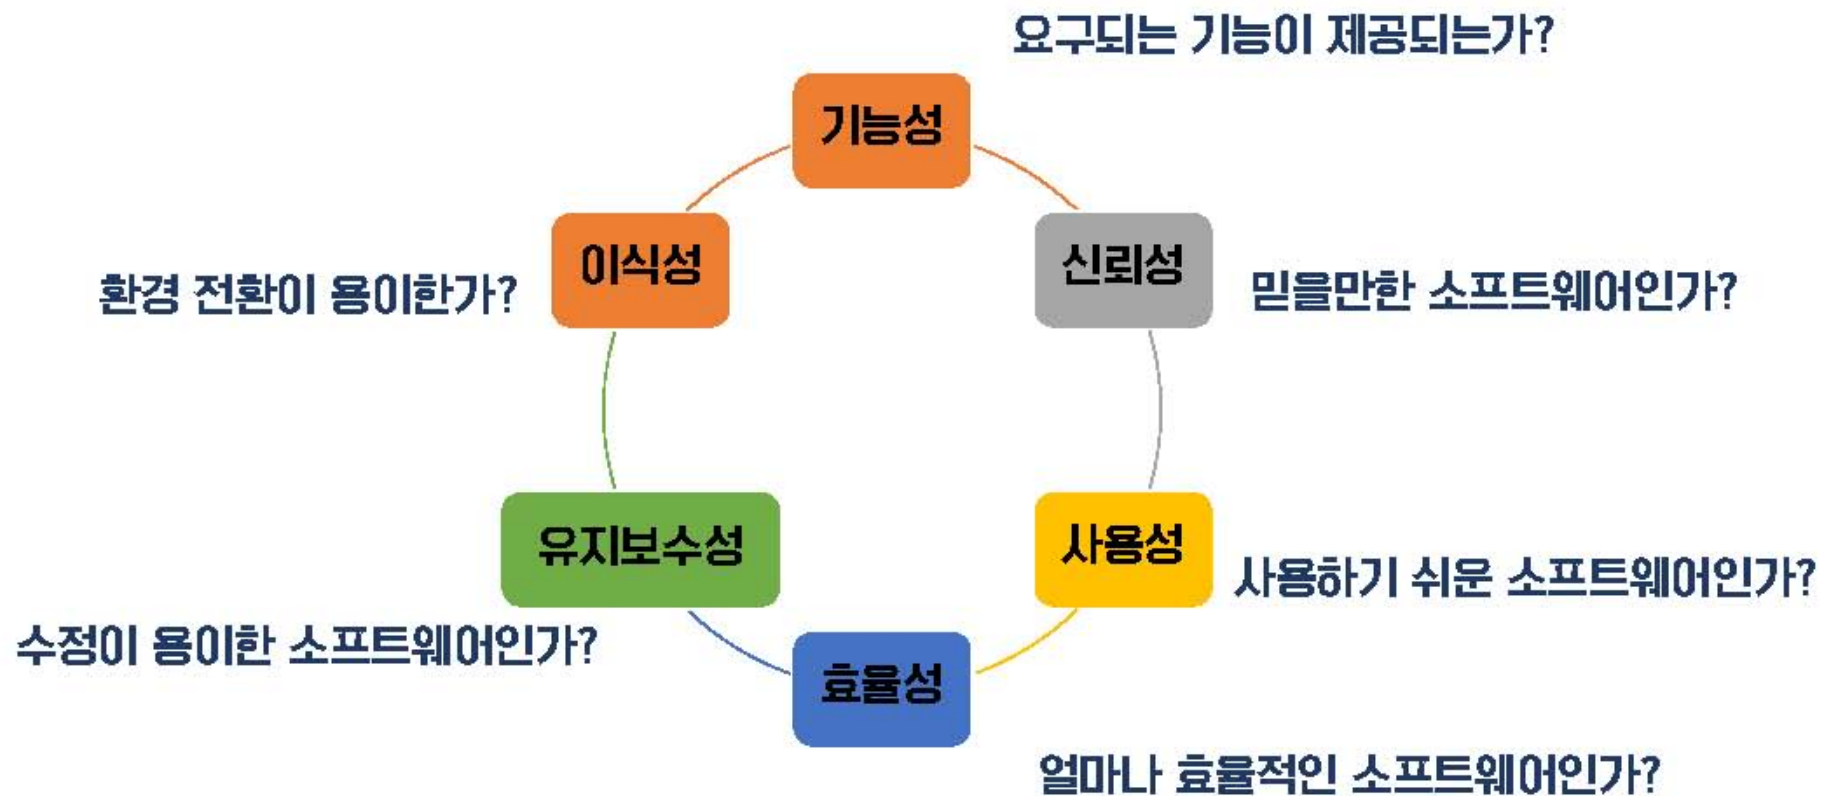 요구되는 기능이 제공되는가?
기능성
이식성
신뢰성
환경 전환이 용이한가?
믿을만한 소프트웨어인가?
유지보수성
사용성
사용하기 쉬운 소프트웨어인가?
수정이 용이한 소프트웨어인가?
효율성
얼마나 효율적인 소프트웨어인가?